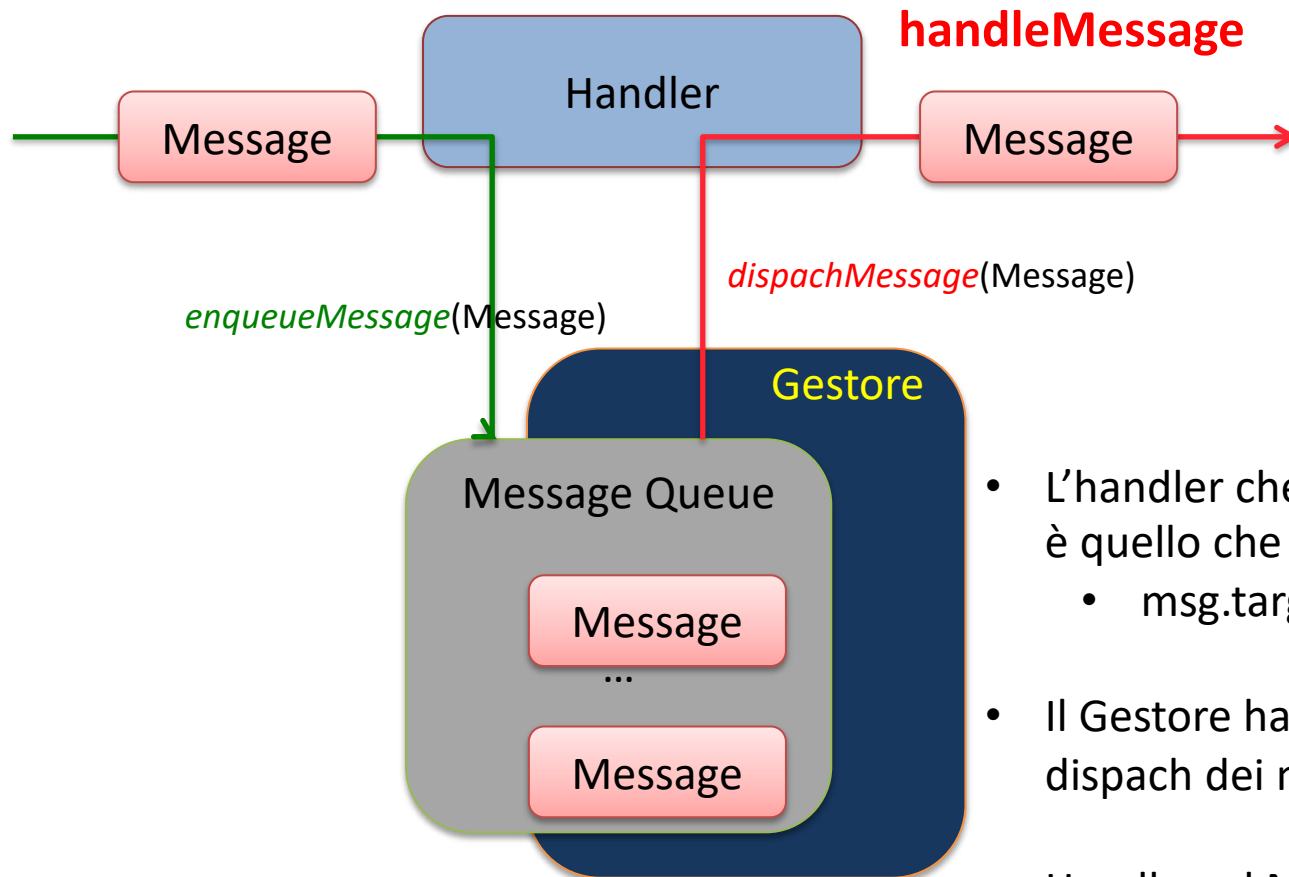 handleMessage
Handler
Message
Message
dispachMessage(Message)
enqueueMessage(Message)
Gestore
Message Queue
Message
...
Message
• L’handler che
è quello che
• msg.targ
• Il Gestore ha
dispach dei